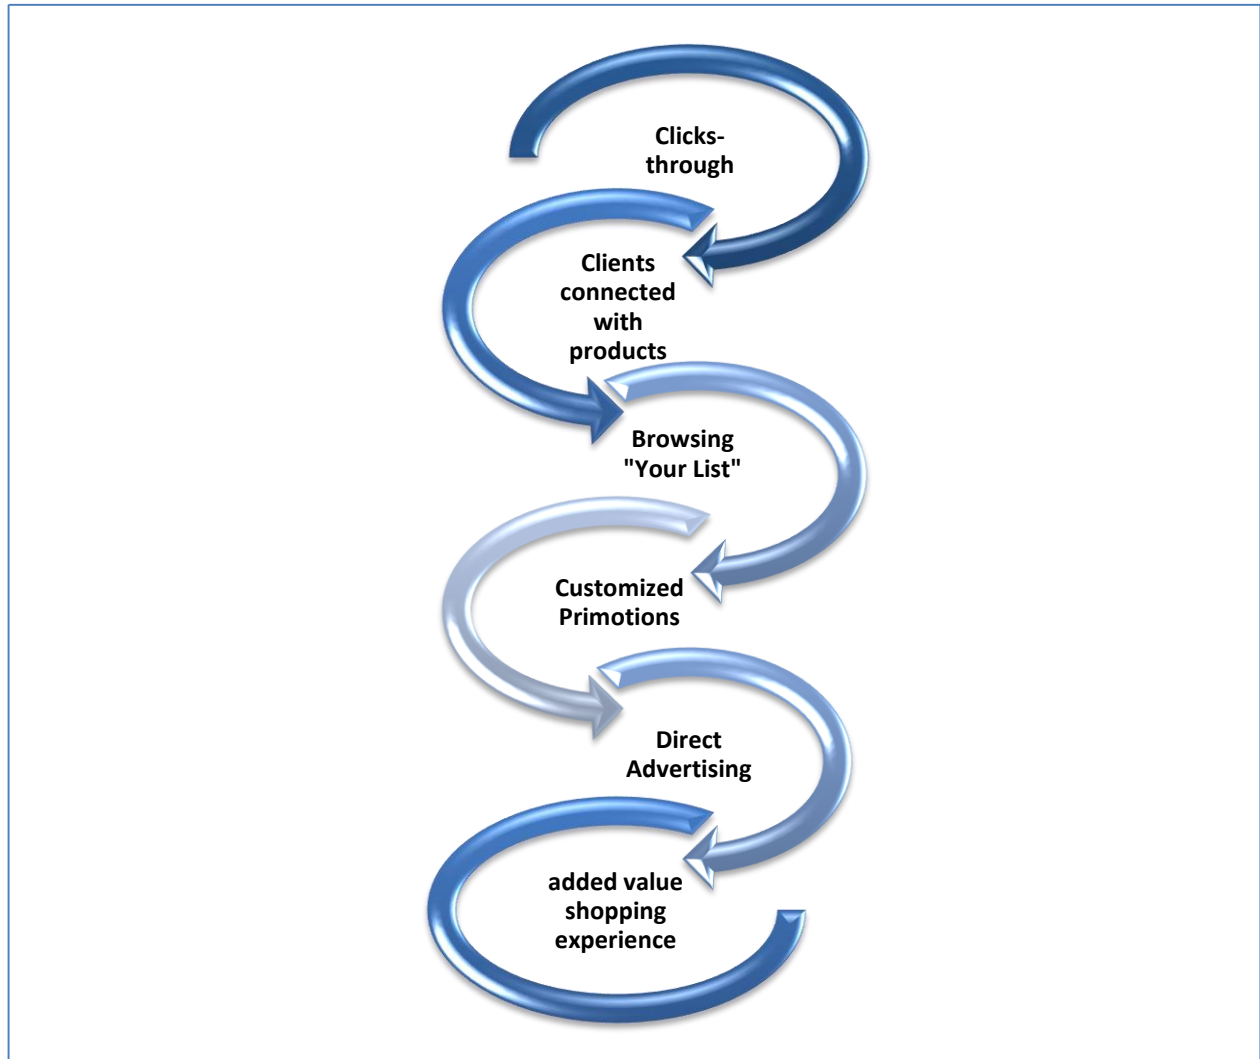 Clicks-
through
Clients
connected
with
products
Browsing
"Your List"
Customized
Primotions
Direct
Advertising
added value
shopping
experience